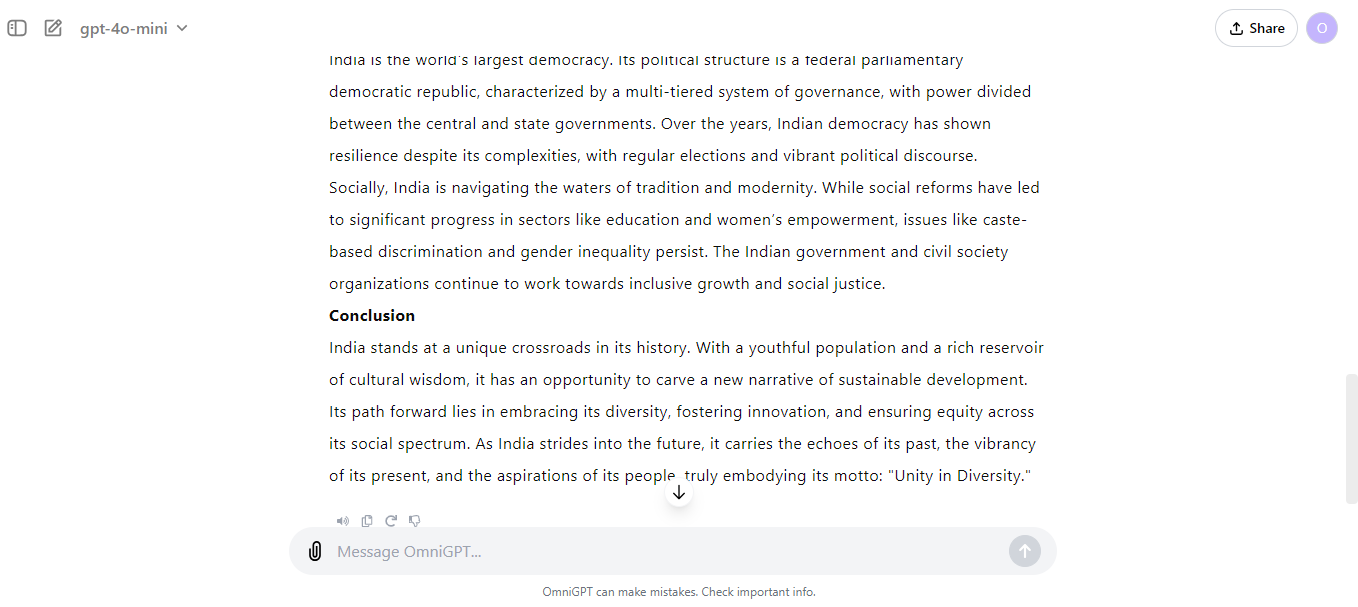 gpt-4o-mini
Share
O
India is the world's largest democracy. Its political structure is a federal parliamentary
democratic republic, characterized by a multi-tiered system of governance, with power divided
between the central and state governments. Over the years, Indian democracy has shown
resilience despite its complexities, with regular elections and vibrant political discourse.
Socially, India is navigating the waters of tradition and modernity. While social reforms have led
to significant progress in sectors like education and women’s empowerment, issues like caste-
based discrimination and gender inequality persist. The Indian government and civil society
organizations continue to work towards inclusive growth and social justice.
Conclusion
India stands at a unique crossroads in its history. With a youthful population and a rich reservoir
of cultural wisdom, it has an opportunity to carve a new narrative of sustainable development.
Its path forward lies in embracing its diversity, fostering innovation, and ensuring equity across
its social spectrum. As India strides into the future, it carries the echoes of its past, the vibrancy
of its present, and the aspirations of its people, truly embodying its motto: "Unity in Diversity."
Message OmniGPT...
OmniGPT can make mistakes. Check important info.